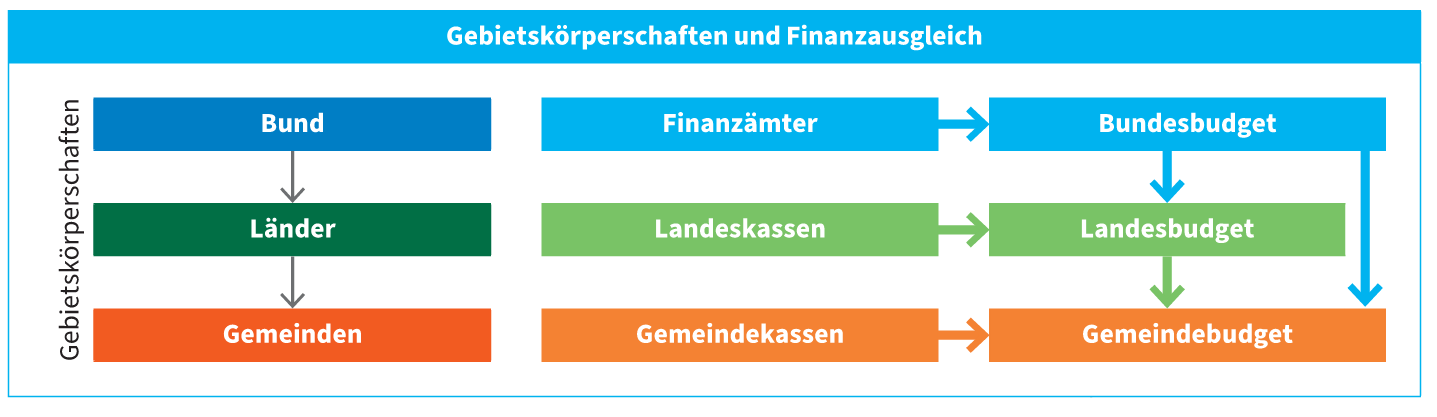 Gebietskörperschaften und Finanzausgleich
Gebietskörperschaften
Bund
Finanzämter
Bundesbudget
Länder
Landeskassen
Landesbudget
Gemeinden
Gemeindekassen
Gemeindebudget